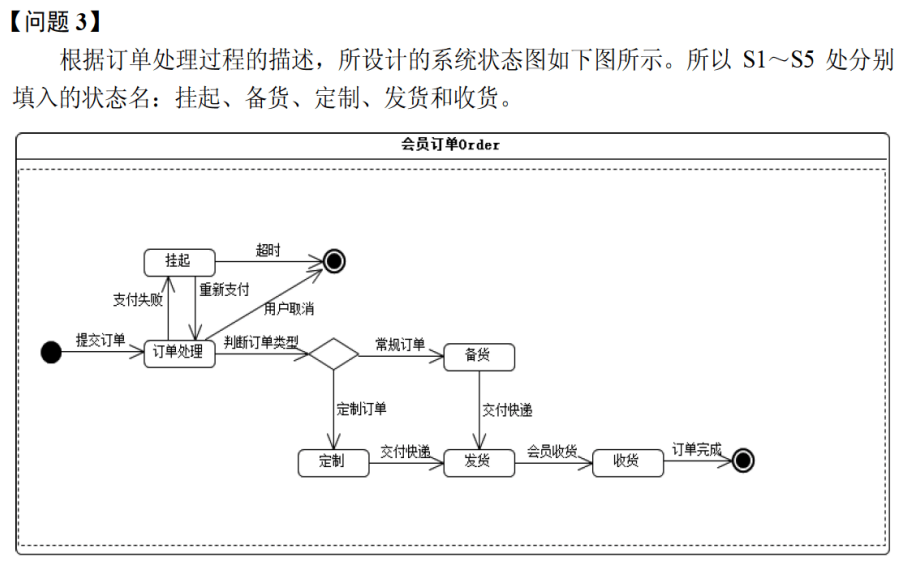 【问题 3】
根据订单处理过程的描述，所设计的系统状态图如下图所示。所以 S1～S5 处分别
填入的状态名：挂起、备货、定制、发货和收货。
会员订单Order
超时
挂起
重新支付
支付失败
用户取消
提交订单
判断订单类型
常规订单
订单处理
备货
定制订单
交付快递
交付快递
会员收货
订单完成
定制
发货
收货